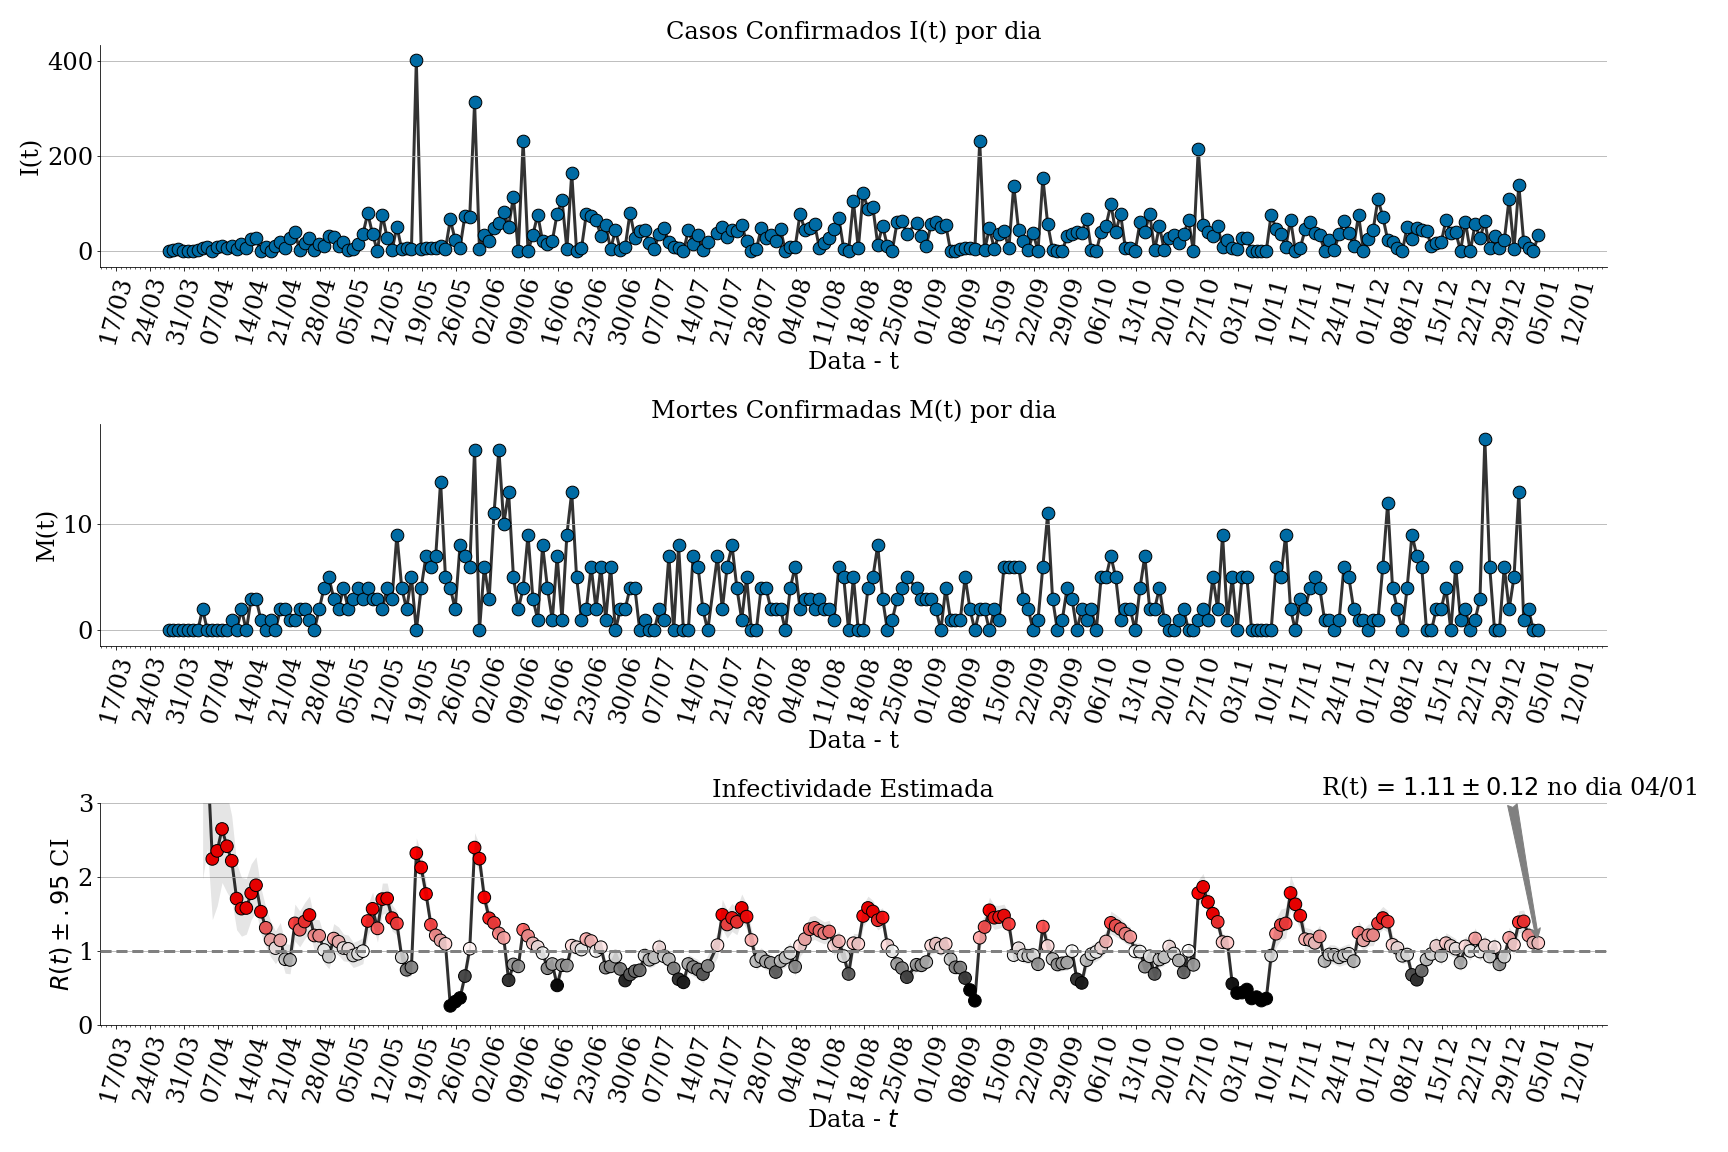 Casos Confirmados I(t) por dia
I(t)
400
200
0
17/03 24/03 31/03 07/04 14/04 21/04 28/04 05/05 12/05 19/05 26/05 02/06 09/06 16/06 23/06 30/06 07/07 14/07 21/07 28/07 04/08 11/08 18/08 25/08 01/09 08/09 15/09 22/09 29/09 06/10 13/10 20/10 27/10 03/11 10/11 17/11 24/11 01/12 08/12 15/12 22/12 29/12 05/01 12/01
Data - t
Mortes Confirmadas M(t) por dia
M(t)
10
0
17/03 24/03 31/03 07/04 14/04 21/04 28/04 05/05 12/05 19/05 26/05 02/06 09/06 16/06 23/06 30/06 07/07 14/07 21/07 28/07 04/08 11/08 18/08 25/08 01/09 08/09 15/09 22/09 29/09 06/10 13/10 20/10 27/10 03/11 10/11 17/11 24/11 01/12 08/12 15/12 22/12 29/12 05/01 12/01
Data - t
Infectividade Estimada
R(t) = 1.11 ± 0.12 no dia 04/01
R(t) ± .95 CI
3
2
1
0
17/03 24/03 31/03 07/04 14/04 21/04 28/04 05/05 12/05 19/05 26/05 02/06 09/06 16/06 23/06 30/06 07/07 14/07 21/07 28/07 04/08 11/08 18/08 25/08 01/09 08/09 15/09 22/09 29/09 06/10 13/10 20/10 27/10 03/11 10/11 17/11 24/11 01/12 08/12 15/12 22/12 29/12 05/01 12/01
Data - t